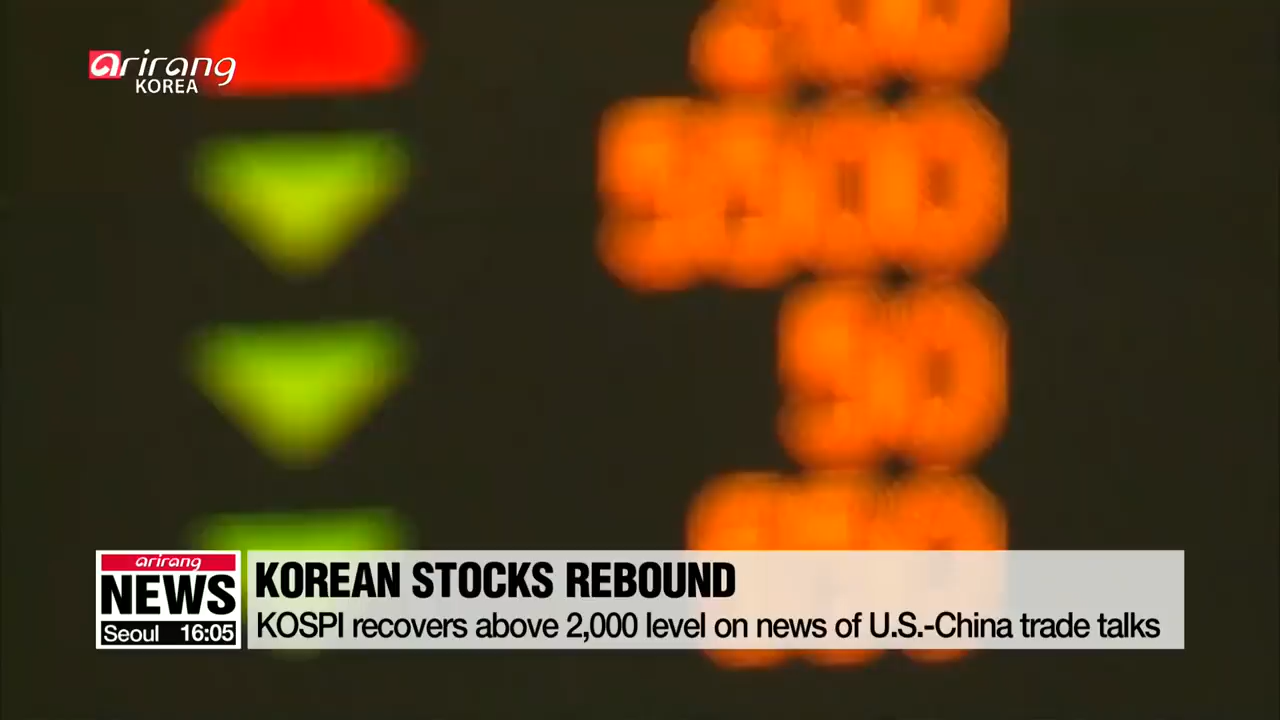 arirang
KOREA
arirang
NEWS
Seoul 16:05
KOREAN STOCKS REBOUND
KOSPI recovers above 2,000 level on news of U.S.-China trade talks